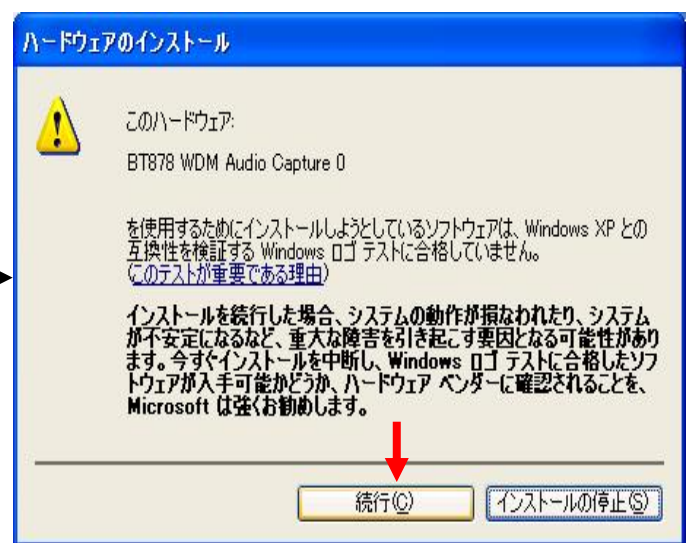 ハードウェアのインストール
このハードウェア:
BT878 WDM Audio Capture 0
を使用するためにインストールしようとしているソフトウェアは、Windows XP との
互換性を検証する Windows ロゴ テストに合格していません。
(このテストが重要である理由)
インストールを続行した場合、システムの動作が損なわれたり、システム
が不安定になるなど、重大な障害を引き起こす要因となる可能性があり
ます。今すぐインストールを中断し、Windows ロゴ テストに合格したソフ
トウェアが入手可能かどうか、ハードウェア ベンダーに確認されることを、
Microsoft は強くお勧めします。
続行(C)
インストールの停止(S)